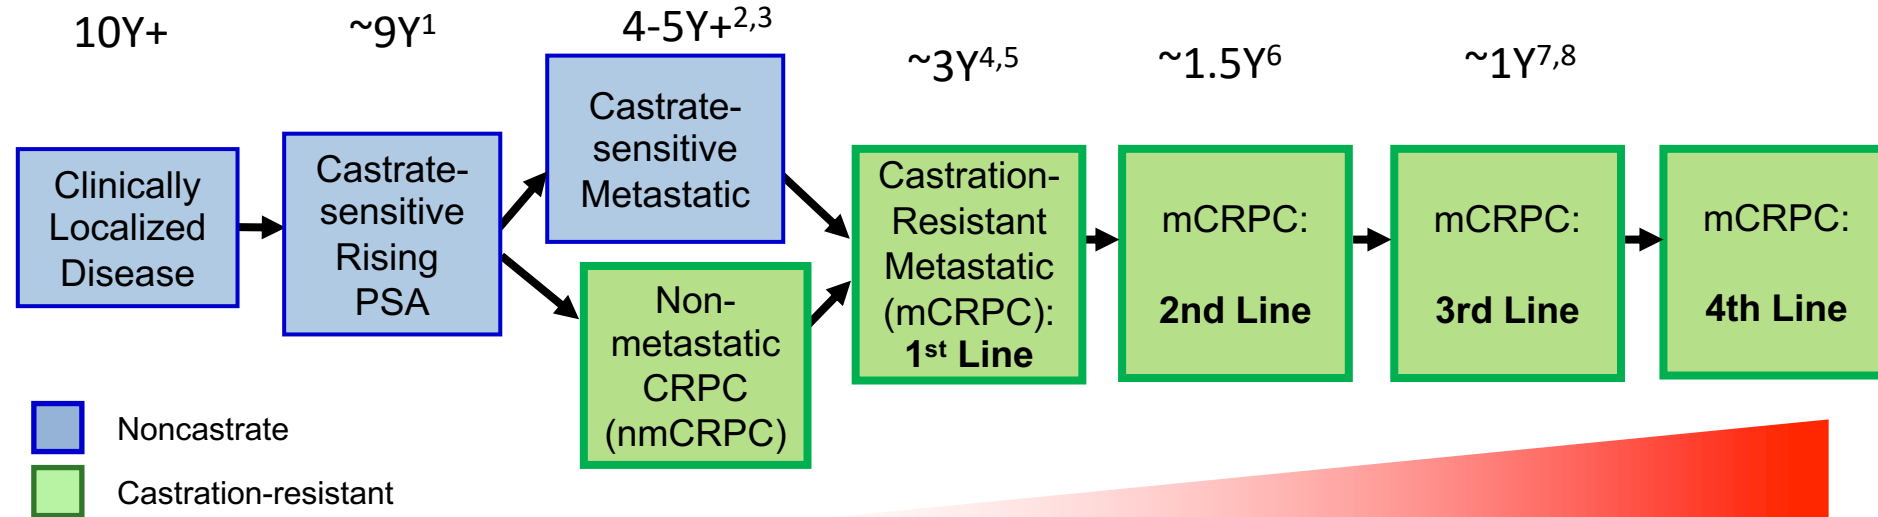 10Y+
~9Y¹
4-5Y+²,³
~3Y⁴,⁵
~1.5Y⁶
~1Y⁷,⁸
Clinically
Localized
Disease
Castrate-
sensitive
Rising
PSA
Castrate-
sensitive
Metastatic
Non-
metastatic
CRPC
(nmCRPC)
Castration-
Resistant
Metastatic
(mCRPC):
1st Line
mCRPC:
2nd Line
mCRPC:
3rd Line
mCRPC:
4th Line
Noncastrate
Castration-resistant